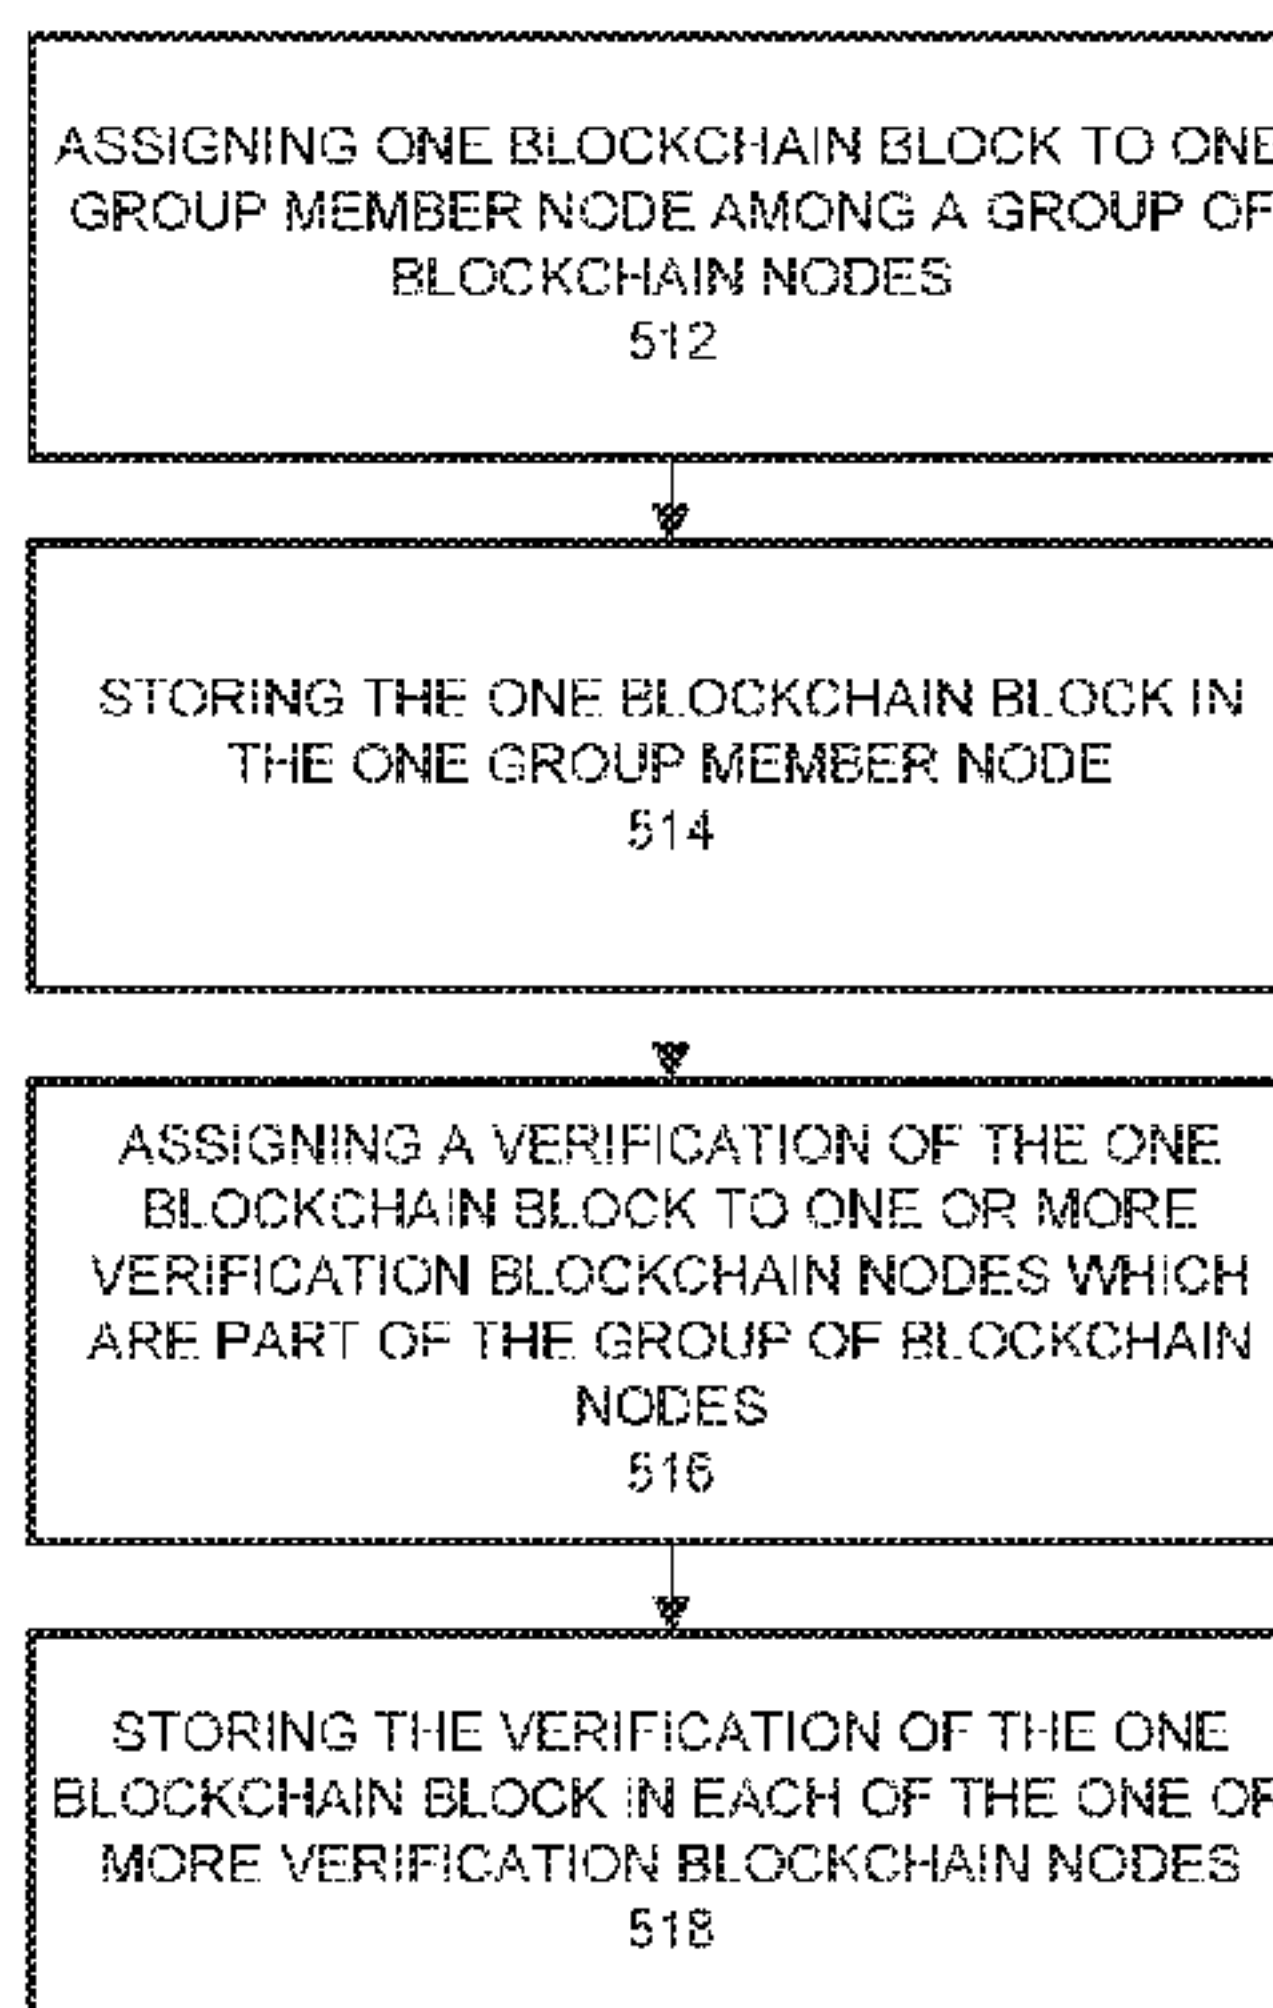 ASSIGNING ONE BLOCKCHAIN BLOCK TO ONE
GROUP MEMBER NODE AMONG A GROUP OF
BLOCKCHAIN NODES
512
STORING THE ONE BLOCKCHAIN BLOCK IN
THE ONE GROUP MEMBER NODE
514
ASSIGNING A VERIFICATION OF THE ONE
BLOCKCHAIN BLOCK TO ONE OR MORE
VERIFICATION BLOCKCHAIN NODES WHICH
ARE PART OF THE GROUP OF BLOCKCHAIN
NODES
516
STORING THE VERIFICATION OF THE ONE
BLOCKCHAIN BLOCK IN EACH OF THE ONE OR
MORE VERIFICATION BLOCKCHAIN NODES
518